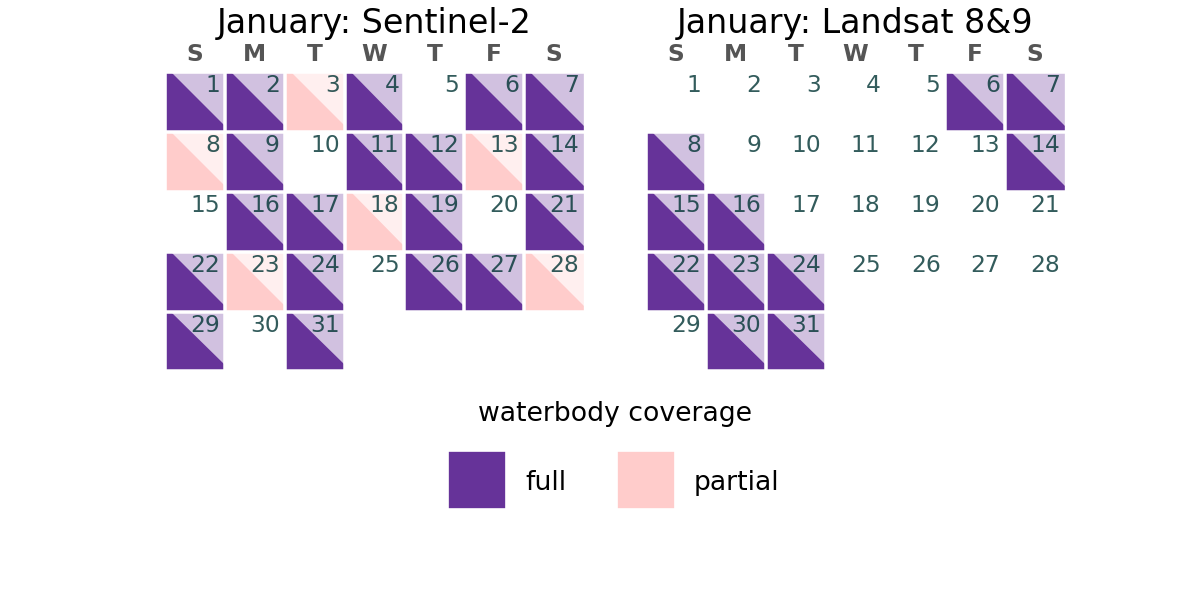 January: Sentinel-2
S M T W T F S
1 2 3 4 5 6 7
8 9 10 11 12 13 14
15 16 17 18 19 20 21
22 23 24 25 26 27 28
29 30 31
January: Landsat 8&9
S M T W T F S
1 2 3 4 5 6 7
8 9 10 11 12 13 14
15 16 17 18 19 20 21
22 23 24 25 26 27 28
29 30 31
waterbody coverage
full partial